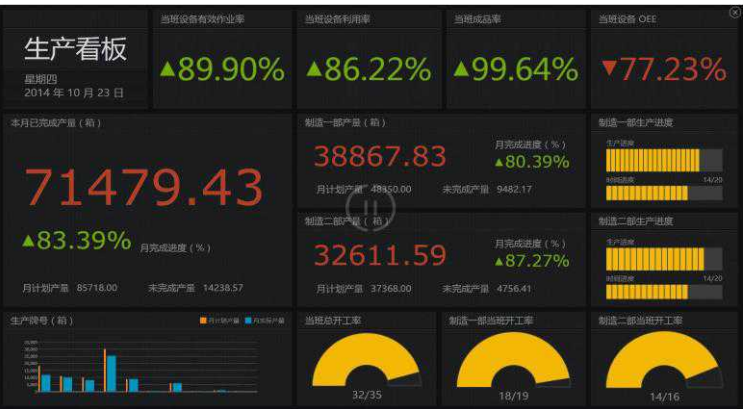 生产看板
星期四
2014 年 10 月 23 日
当班设备有效作业率
▲89.90%
当班设备利用率
▲86.22%
当班成品率
▲99.64%
当班设备 OEE
▼77.23%
本月已完成产量（箱）
71479.43
▲83.39% 月完成进度（%）
月计划产量 85718.00 未完成产量 14238.57
制造一部产量（箱）
38867.83
月完成进度（%）
▲80.39%
月计划产量 48350.00 未完成产量 9482.17
制造二部产量（箱）
32611.59
月完成进度（%）
▲87.27%
月计划产量 37368.00 未完成产量 4756.41
制造一部生产进度
生产进度
时间进度 14/20
制造二部生产进度
生产进度
时间进度 14/20
生产牌号（箱）
月计划产量 月实际产量
当班总开工率
32/35
制造一部当班开工率
18/19
制造二部当班开工率
14/16